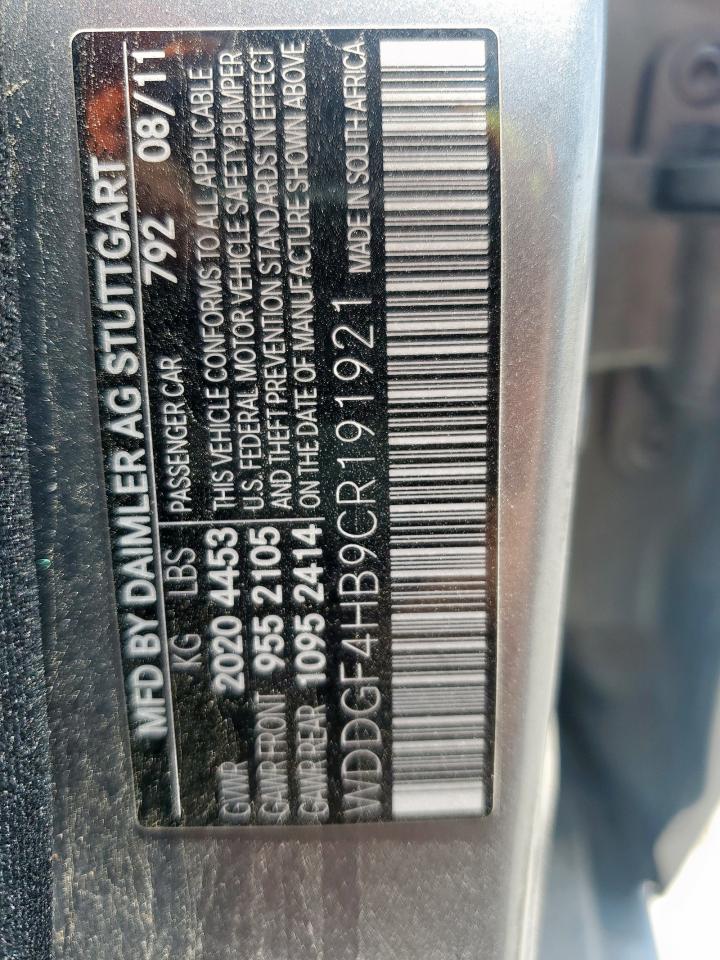 MFD BY DAIMLER AG STUTTGART
792 08/11
KG LBS PASSENGER CAR
GVWR 2020 4453 THIS VEHICLE CONFORMS TO ALL APPLICABLE
U.S. FEDERAL MOTOR VEHICLE SAFETY, BUMPER
GAWR FRONT 955 2105 AND THEFT PREVENTION STANDARDS IN EFFECT
GAWR REAR 1095 2414 ON THE DATE OF MANUFACTURE SHOWN ABOVE
WDDGF4HB9CR191921 MADE IN SOUTH AFRICA